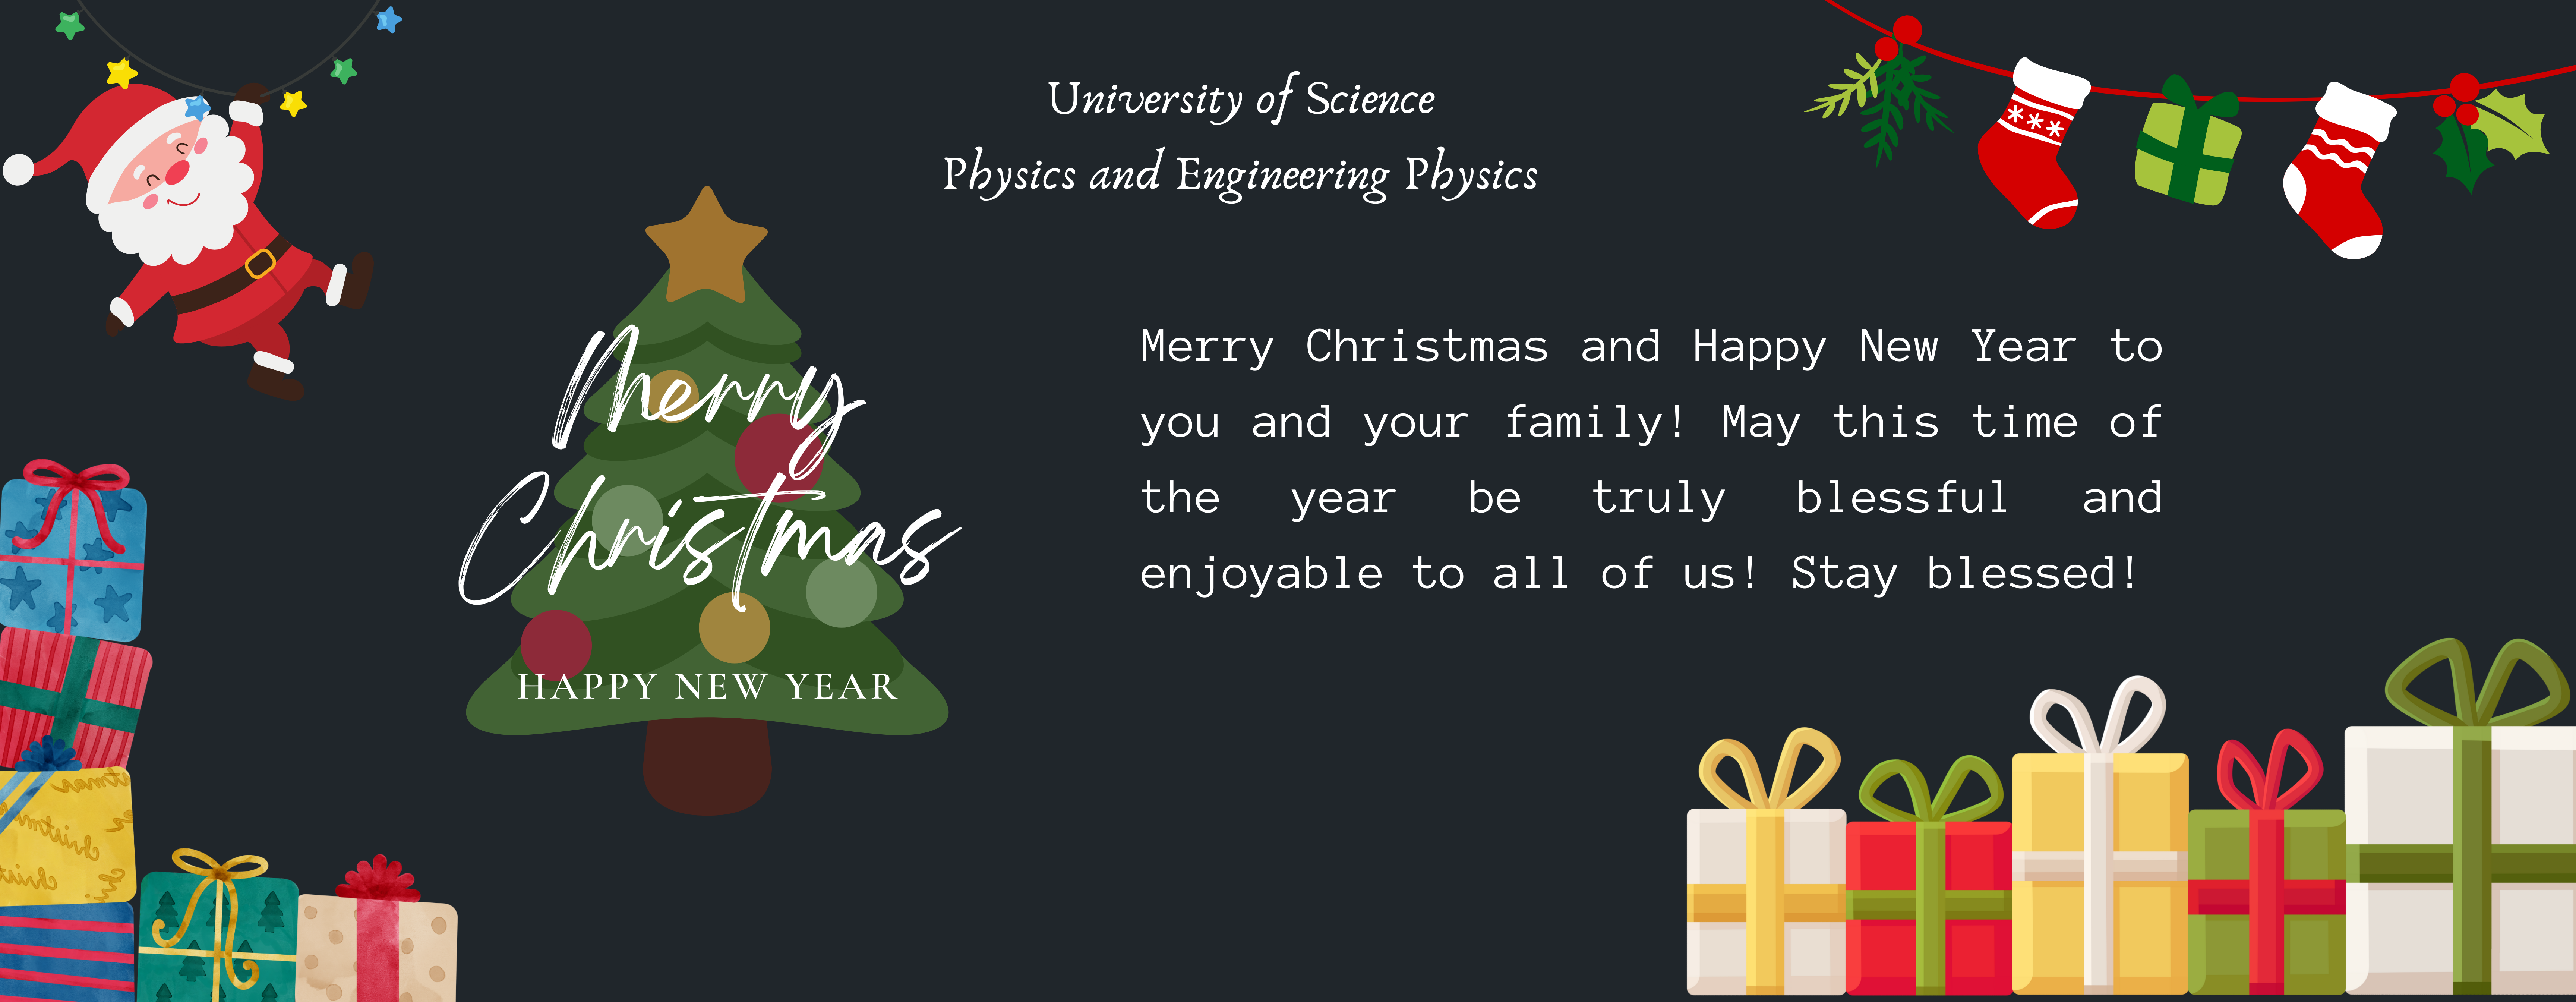 University of Science
Physics and Engineering Physics
Merry
Christmas
HAPPY NEW YEAR
Merry Christmas and Happy New Year to
you and your family! May this time of
the year be truly blessful and
enjoyable to all of us! Stay blessed!
christmas